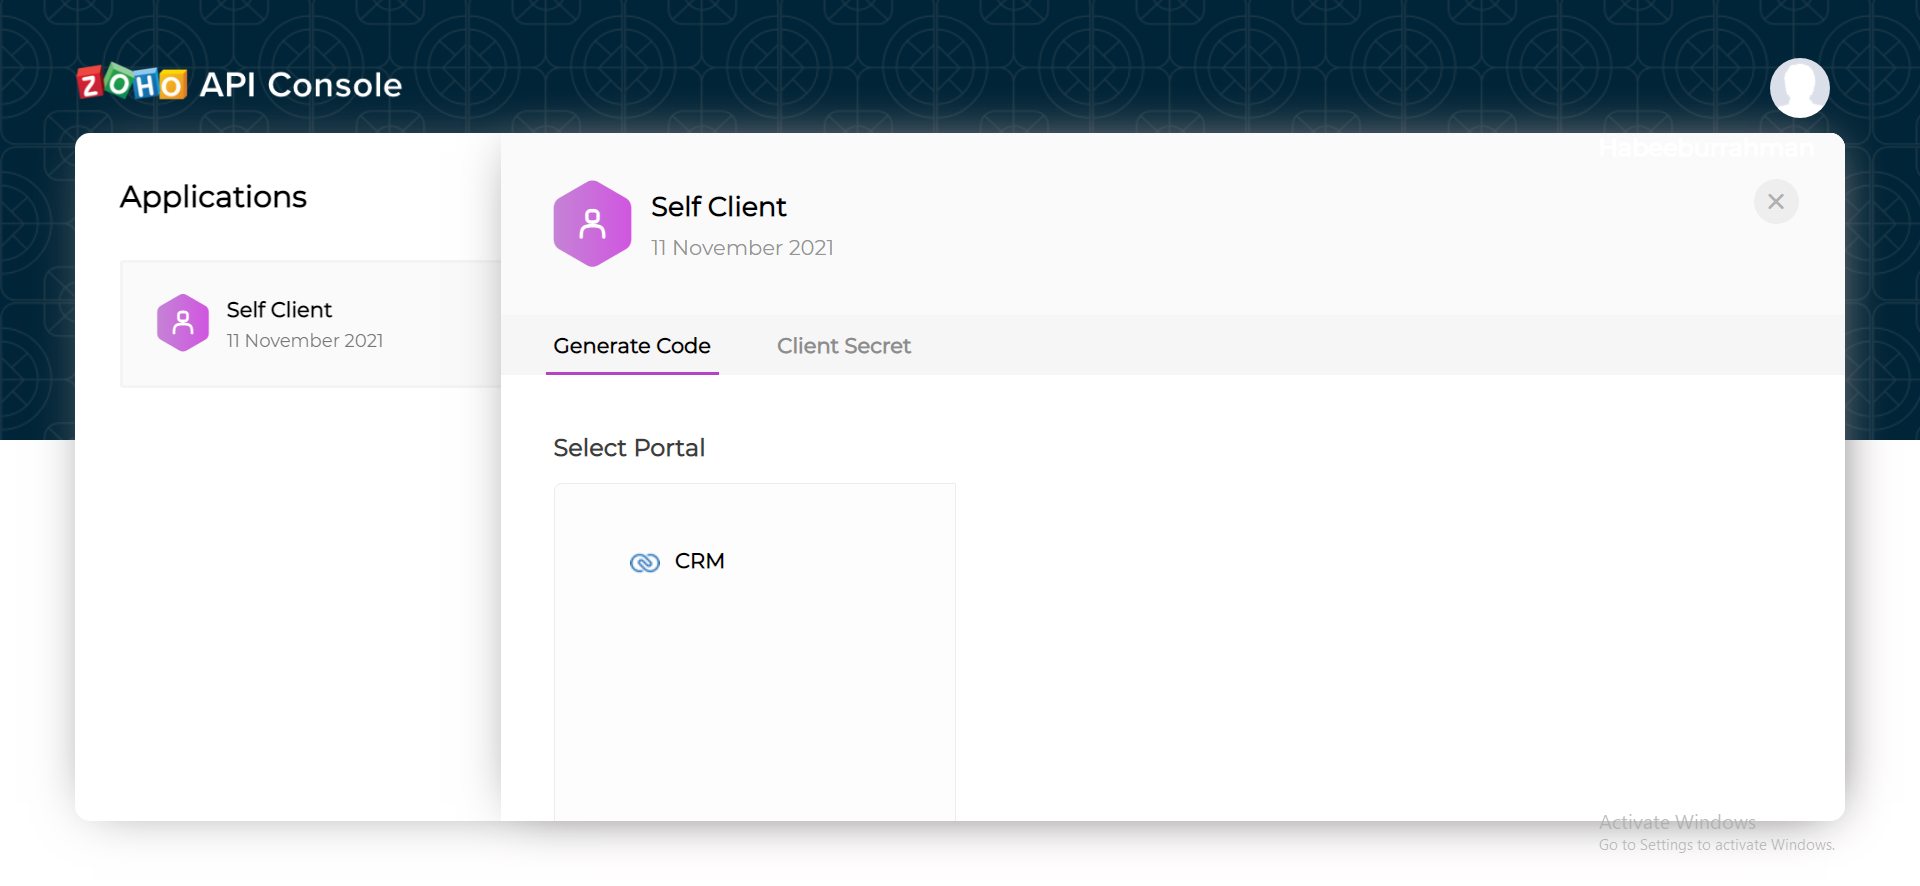 ZOHO API Console
Habeeburrahman
Applications
Self Client
11 November 2021
Self Client
11 November 2021
Generate Code
Client Secret
Select Portal
CRM
Activate Windows
Go to Settings to activate Windows.